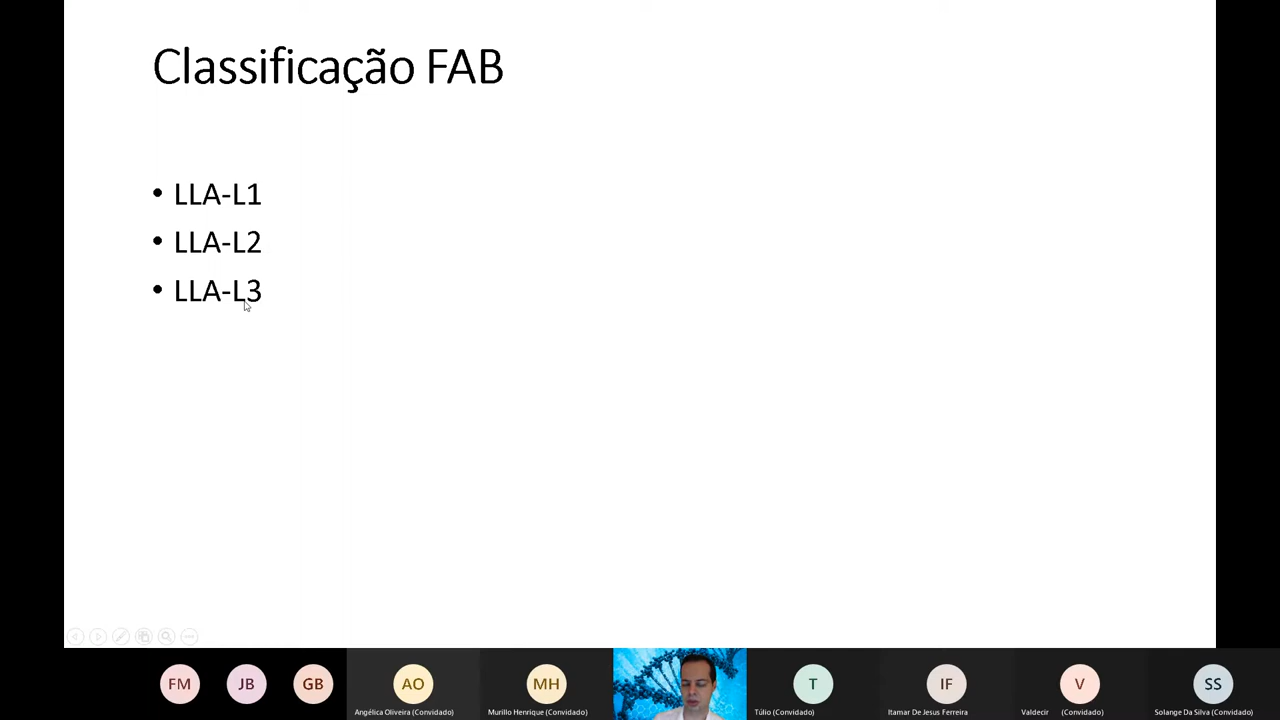 Classificação FAB
• LLA-L1
• LLA-L2
• LLA-L3
FM JB GB AO MH T IF V SS
Angélica Oliveira (Convidado) Murillo Henrique (Convidado) Túlio (Convidado) Itamar De Jesus Ferreira Valdecir (Convidado) Solange Da Silva (Convidado)